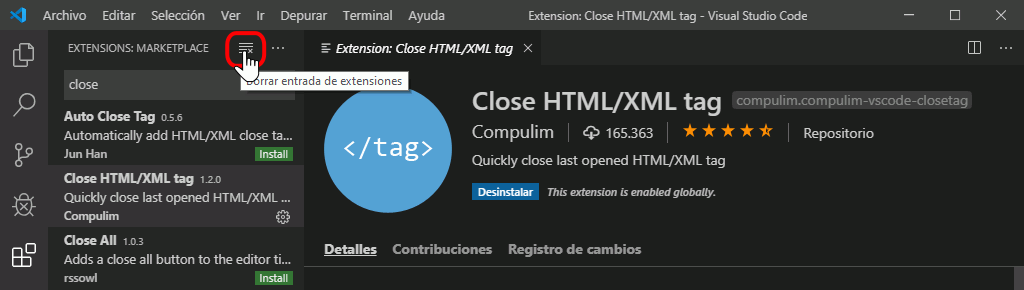 Archivo Editar Selección Ver Ir Depurar Terminal Ayuda Extension: Close HTML/XML tag - Visual Studio Code
EXTENSIONS: MARKETPLACE
Borrar entrada de extensiones
close
Auto Close Tag 0.5.6
Automatically add HTML/XML close ta...
Jun Han Install
Close HTML/XML tag 1.2.0
Quickly close last opened HTML/XML ...
Compulim
Close All 1.0.3
Adds a close all button to the editor ti...
rssowl Install
Extension: Close HTML/XML tag
</tag>
Close HTML/XML tag compulim.compulim-vscode-closetag
Compulim 165.363 Repositorio
Quickly close last opened HTML/XML tag
Desinstalar This extension is enabled globally.
Detalles Contribuciones Registro de cambios